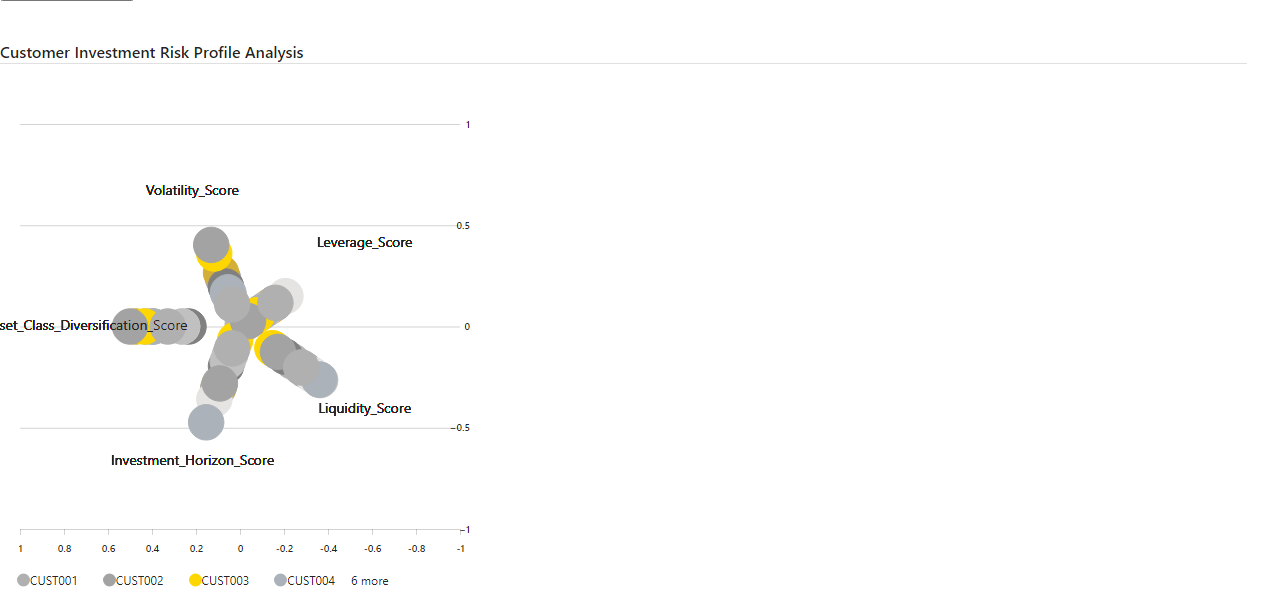 Customer Investment Risk Profile Analysis
1
Volatility_Score
0.5
Leverage_Score
set_Class_Diversification_Score
0
Liquidity_Score
-0.5
Investment_Horizon_Score
-1
1 0.8 0.6 0.4 0.2 0 -0.2 -0.4 -0.6 -0.8 -1
CUST001 CUST002 CUST003 CUST004 6 more